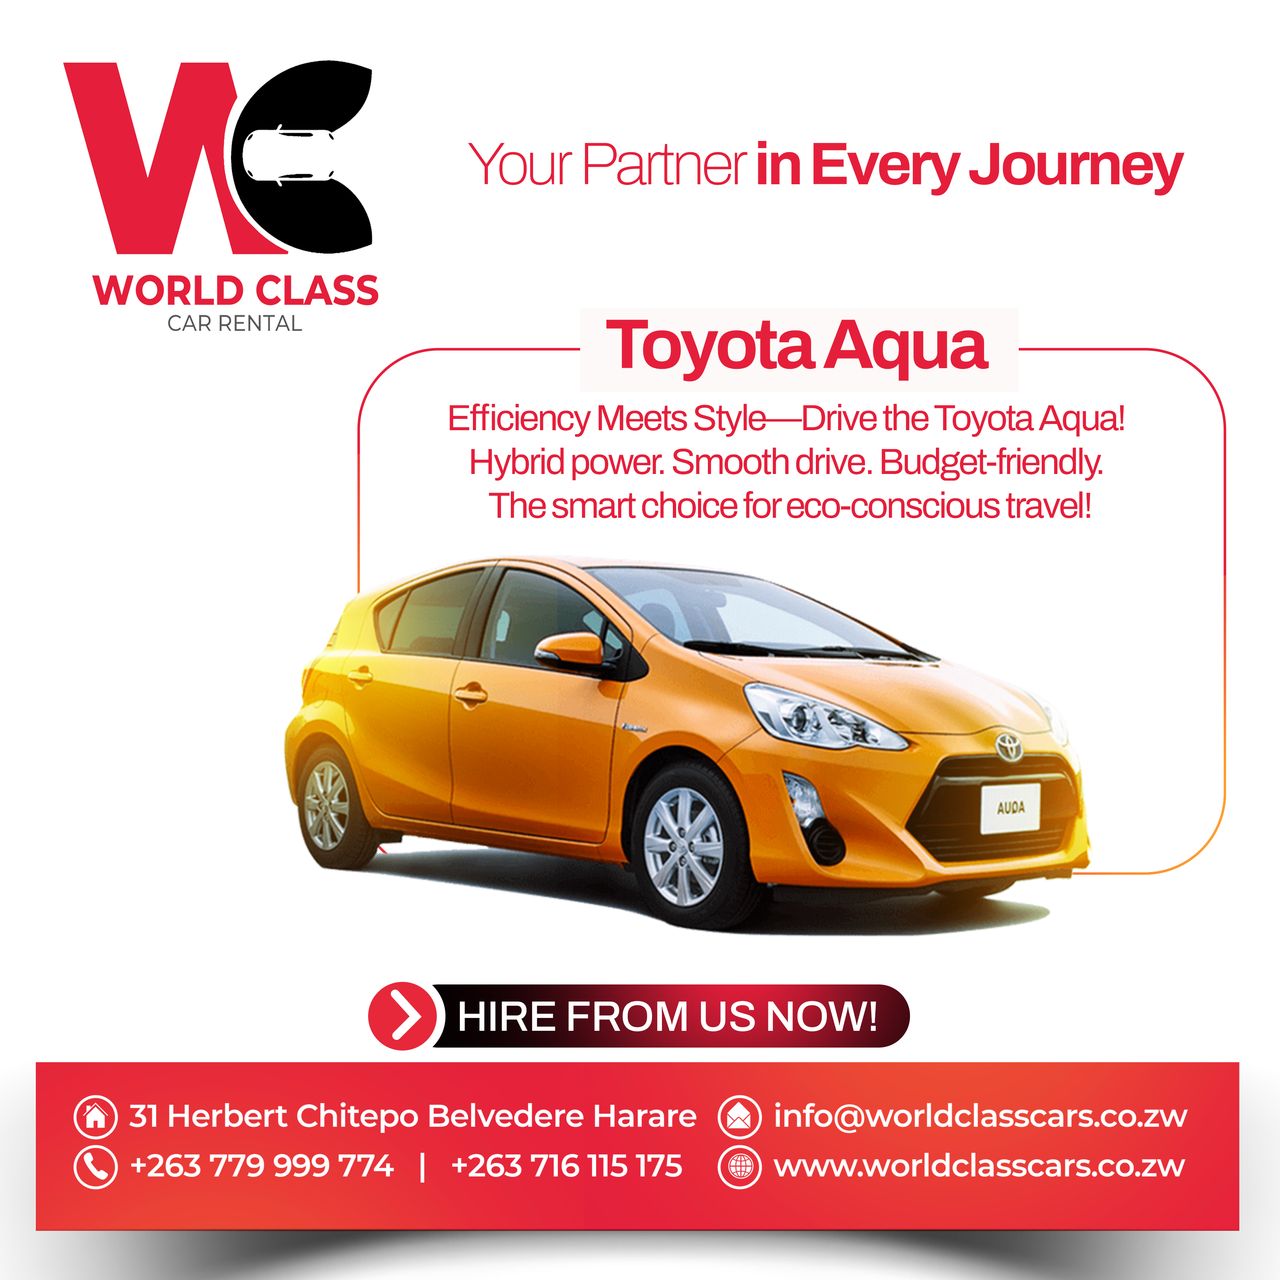 WC
WORLD CLASS
CAR RENTAL
Your Partner in Every Journey
Toyota Aqua
Efficiency Meets Style—Drive the Toyota Aqua!
Hybrid power. Smooth drive. Budget-friendly.
The smart choice for eco-conscious travel!
AUQA
HIRE FROM US NOW!
31 Herbert Chitepo Belvedere Harare
+263 779 999 774 | +263 716 115 175
info@worldclasscars.co.zw
www.worldclasscars.co.zw